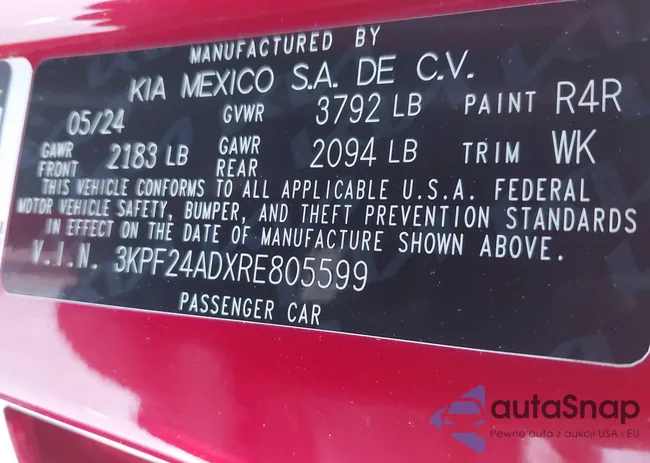 MANUFACTURED BY
KIA MEXICO S.A. DE C.V.
05/24 GVWR 3792 LB PAINT R4R
GAWR FRONT 2183 LB GAWR REAR 2094 LB TRIM WK
THIS VEHICLE CONFORMS TO ALL APPLICABLE U.S.A. FEDERAL
MOTOR VEHICLE SAFETY, BUMPER, AND THEFT PREVENTION STANDARDS
IN EFFECT ON THE DATE OF MANUFACTURE SHOWN ABOVE.
V.I.N. 3KPF24ADXRE805599
PASSENGER CAR
autaSnap
Pewne auta z aukcji USA i EU